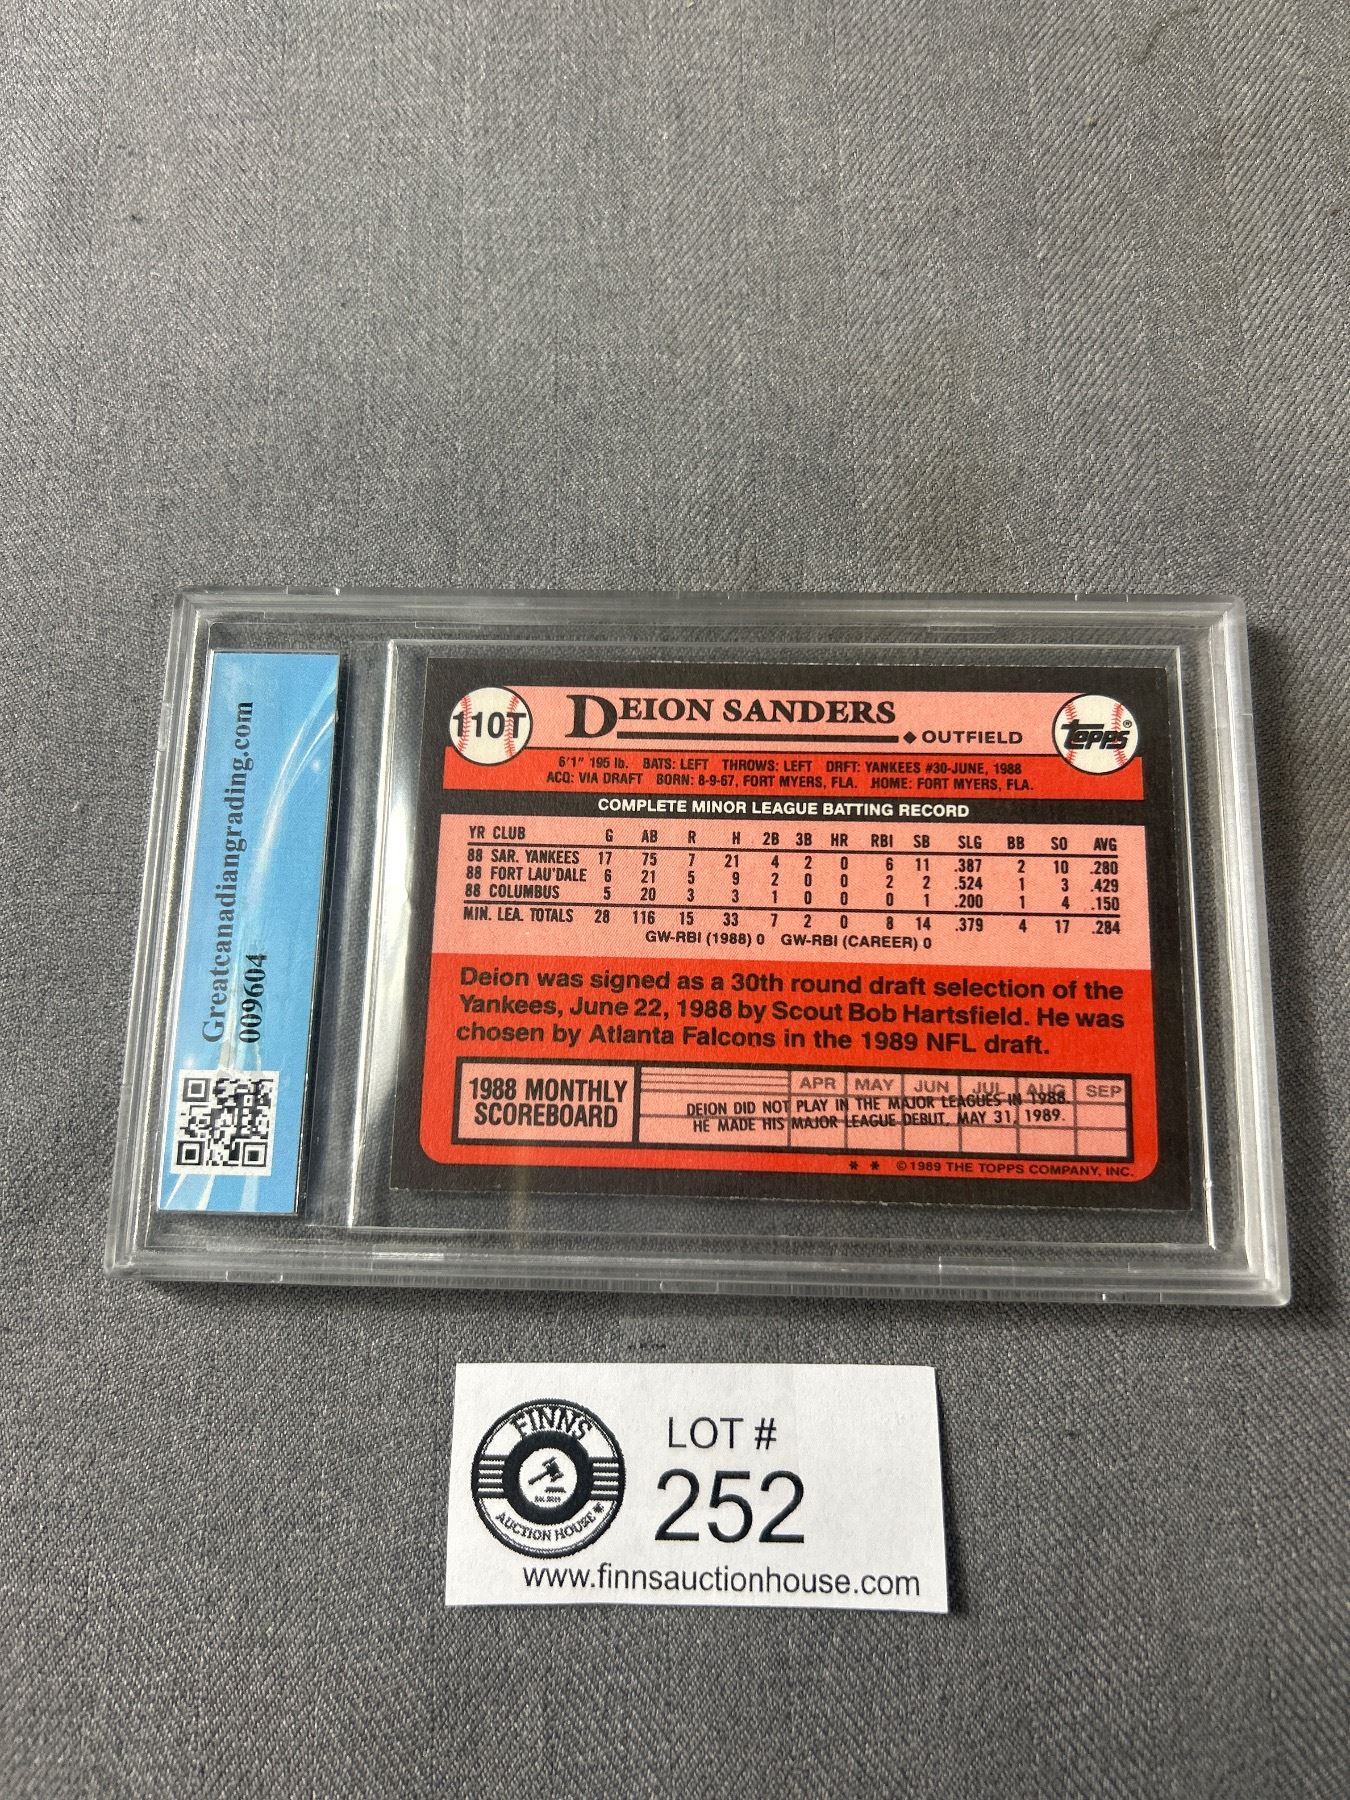 Greatcanadiangrading.com
009604
110T
DEION SANDERS
◆ OUTFIELD
Topps®
6'1" 195 lb. BATS: LEFT THROWS: LEFT DRFT: YANKEES #30-JUNE, 1988
ACQ: VIA DRAFT BORN: 8-9-67, FORT MYERS, FLA. HOME: FORT MYERS, FLA.
COMPLETE MINOR LEAGUE BATTING RECORD
YR CLUB G AB R H 2B 3B HR RBI SB SLG BB SO AVG
88 SAR. YANKEES 17 75 7 21 4 2 0 6 11 .387 2 10 .280
88 FORT LAU'DALE 6 21 5 9 2 0 0 2 2 .524 1 3 .429
88 COLUMBUS 5 20 3 3 1 0 0 0 1 .200 1 4 .150
MIN. LEA. TOTALS 28 116 15 33 7 2 0 8 14 .379 4 17 .284
GW-RBI (1988) 0 GW-RBI (CAREER) 0
Deion was signed as a 30th round draft selection of the
Yankees, June 22, 1988 by Scout Bob Hartsfield. He was
chosen by Atlanta Falcons in the 1989 NFL draft.
1988 MONTHLY
SCOREBOARD
APR MAY JUN JUL AUG SEP
DEION DID NOT PLAY IN THE MAJOR LEAGUES IN 1988.
HE MADE HIS MAJOR LEAGUE DEBUT, MAY 31, 1989.
* * ©1989 THE TOPPS COMPANY, INC.
FINNS
AUCTION HOUSE
LOT #
252
www.finnsauctionhouse.com